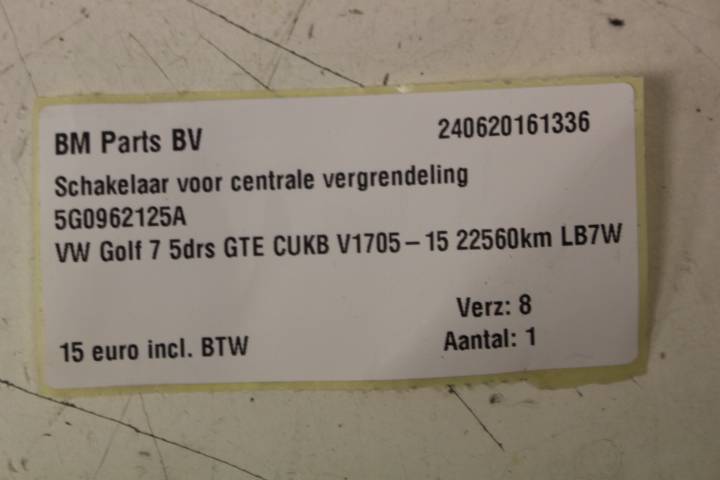 BM Parts BV 240620161336
Schakelaar voor centrale vergrendeling
5G0962125A
VW Golf 7 5drs GTE CUKB V1705-15 22560km LB7W
Verz: 8
15 euro incl. BTW Aantal: 1